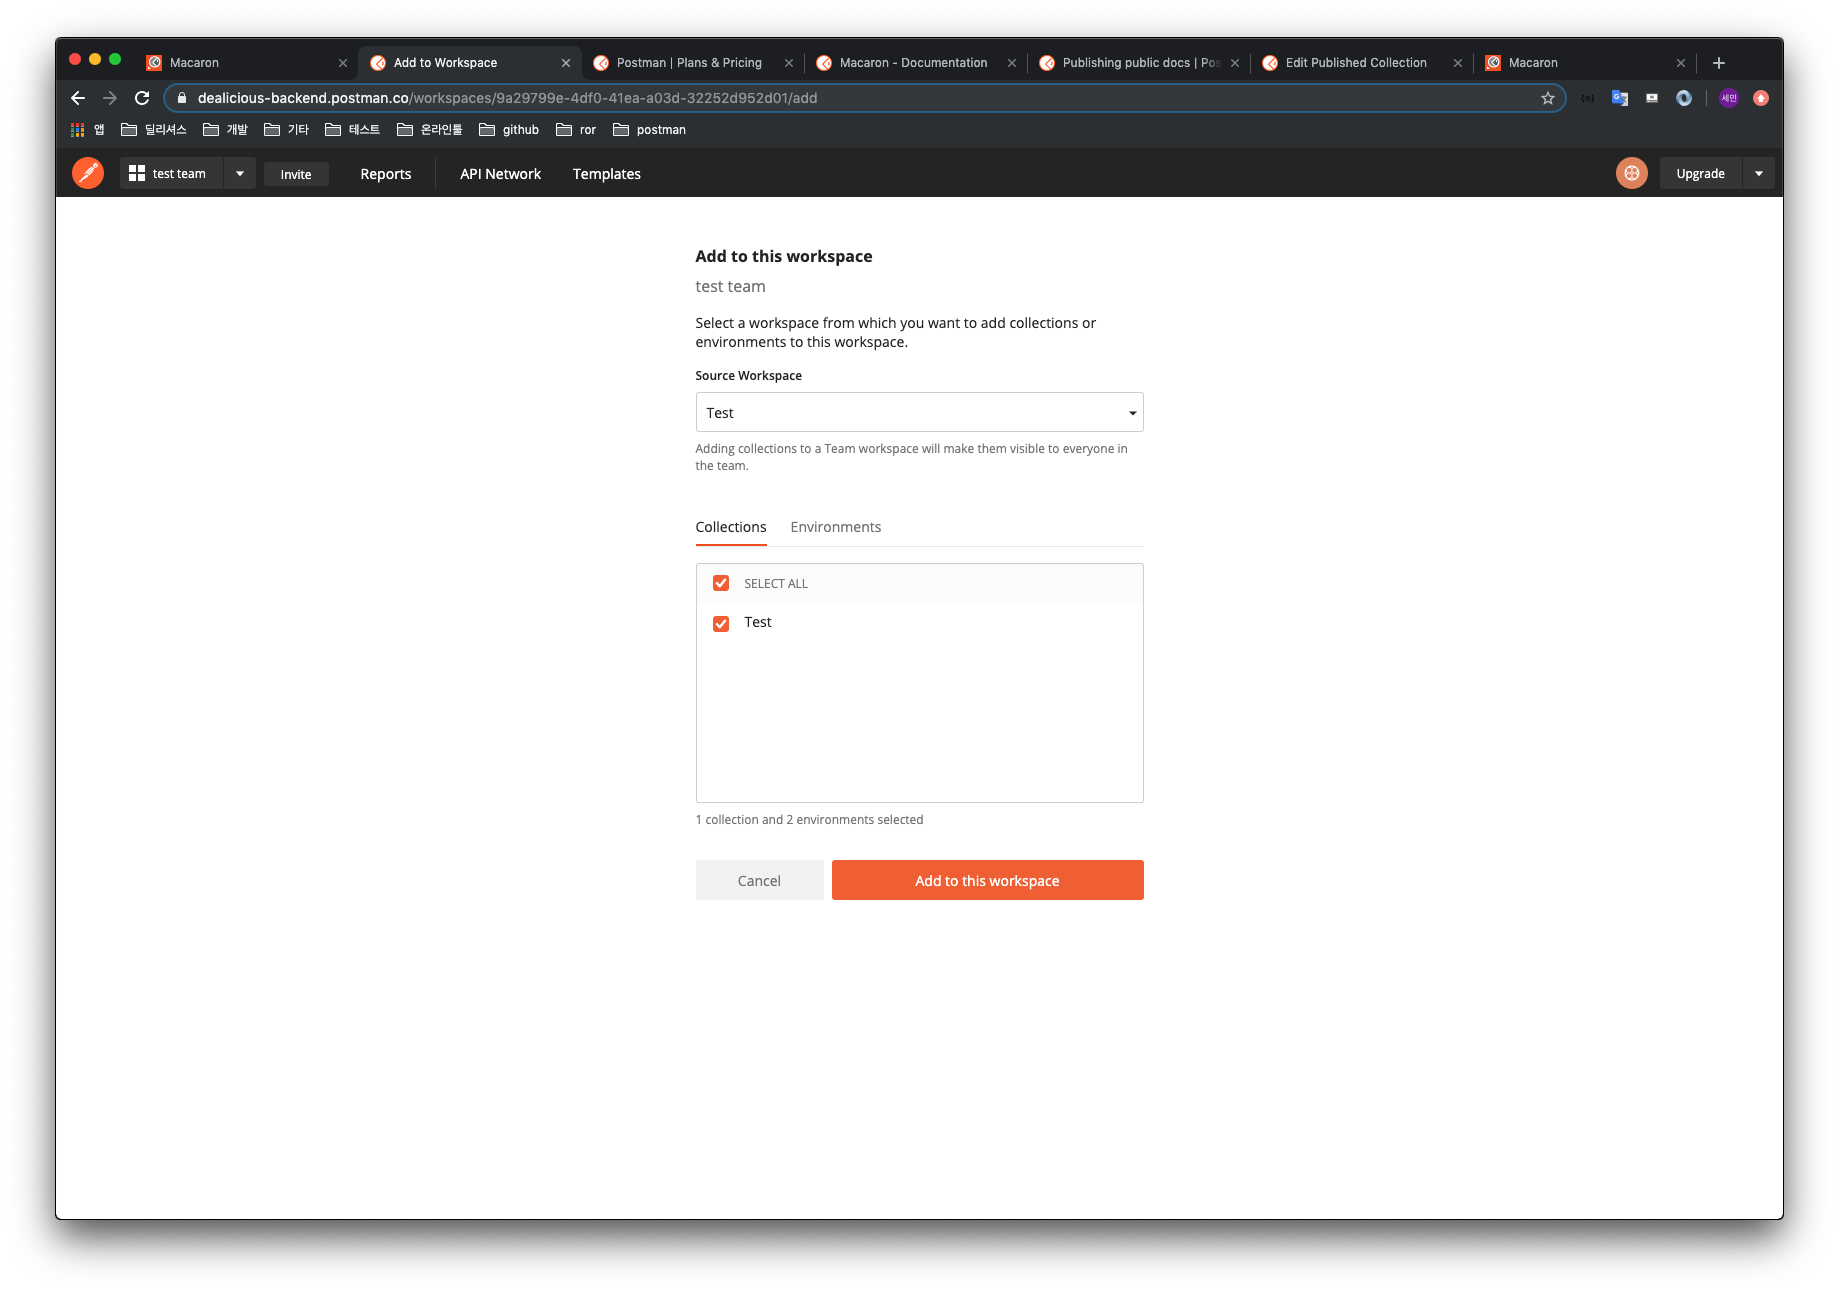 Macaron
Add to Workspace
Postman | Plans & Pricing
Macaron - Documentation
Publishing public docs | Pos
Edit Published Collection
Macaron
dealicious-backend.postman.co/workspaces/9a29799e-4df0-41ea-a03d-32252d952d01/add
세민
앱
딜리셔스
개발
기타
테스트
온라인툴
github
ror
postman
test team
Invite
Reports
API Network
Templates
Upgrade
Add to this workspace
test team
Select a workspace from which you want to add collections or
environments to this workspace.
Source Workspace
Test
Adding collections to a Team workspace will make them visible to everyone in
the team.
Collections
Environments
SELECT ALL
Test
1 collection and 2 environments selected
Cancel
Add to this workspace